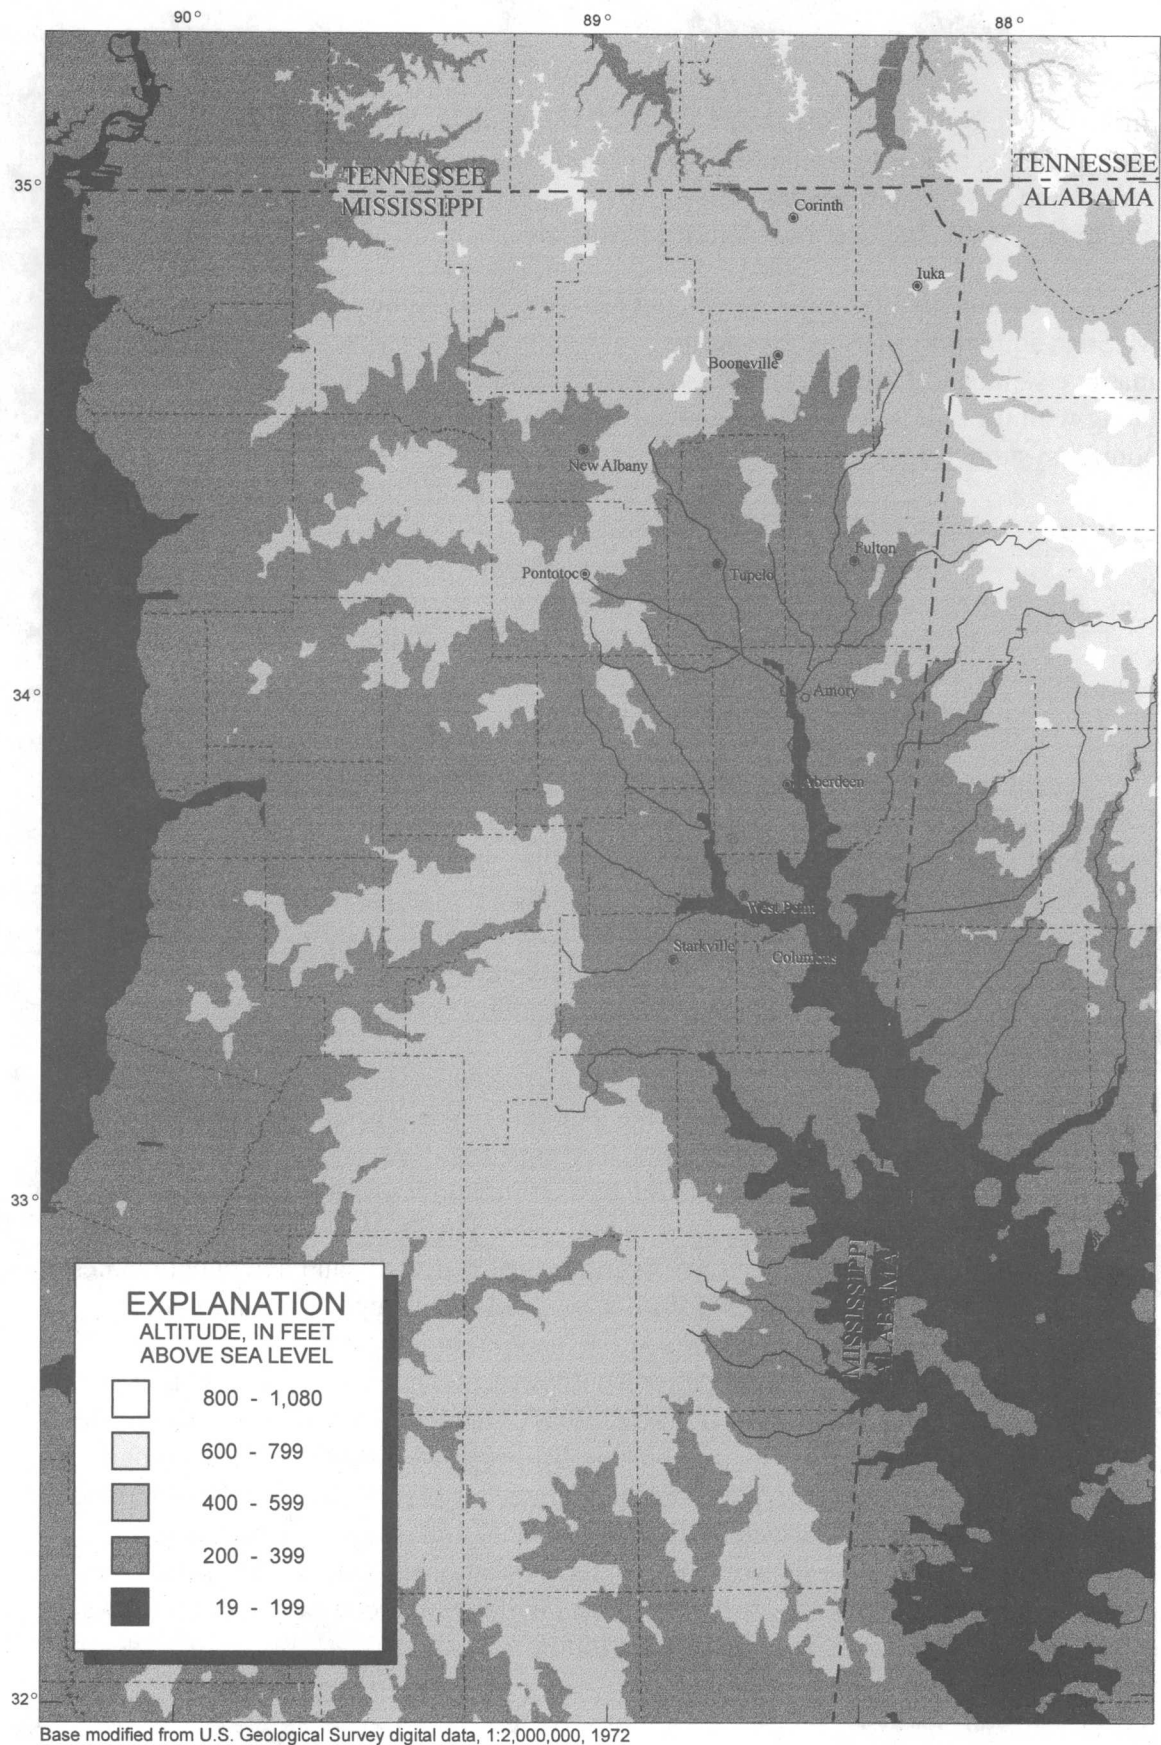 90°
89°
88°
35°
TENNESSEE
MISSISSIPPI
TENNESSEE
ALABAMA
Corinth
Iuka
Booneville
New Albany
Pontotoc
Tupelo
Fulton
34°
Amory
Aberdeen
West Point
Starkville
Columbus
33°
MISSISSIPPI
ALABAMA
EXPLANATION
ALTITUDE, IN FEET
ABOVE SEA LEVEL
800 - 1,080
600 - 799
400 - 599
200 - 399
19 - 199
32°
Base modified from U.S. Geological Survey digital data, 1:2,000,000, 1972